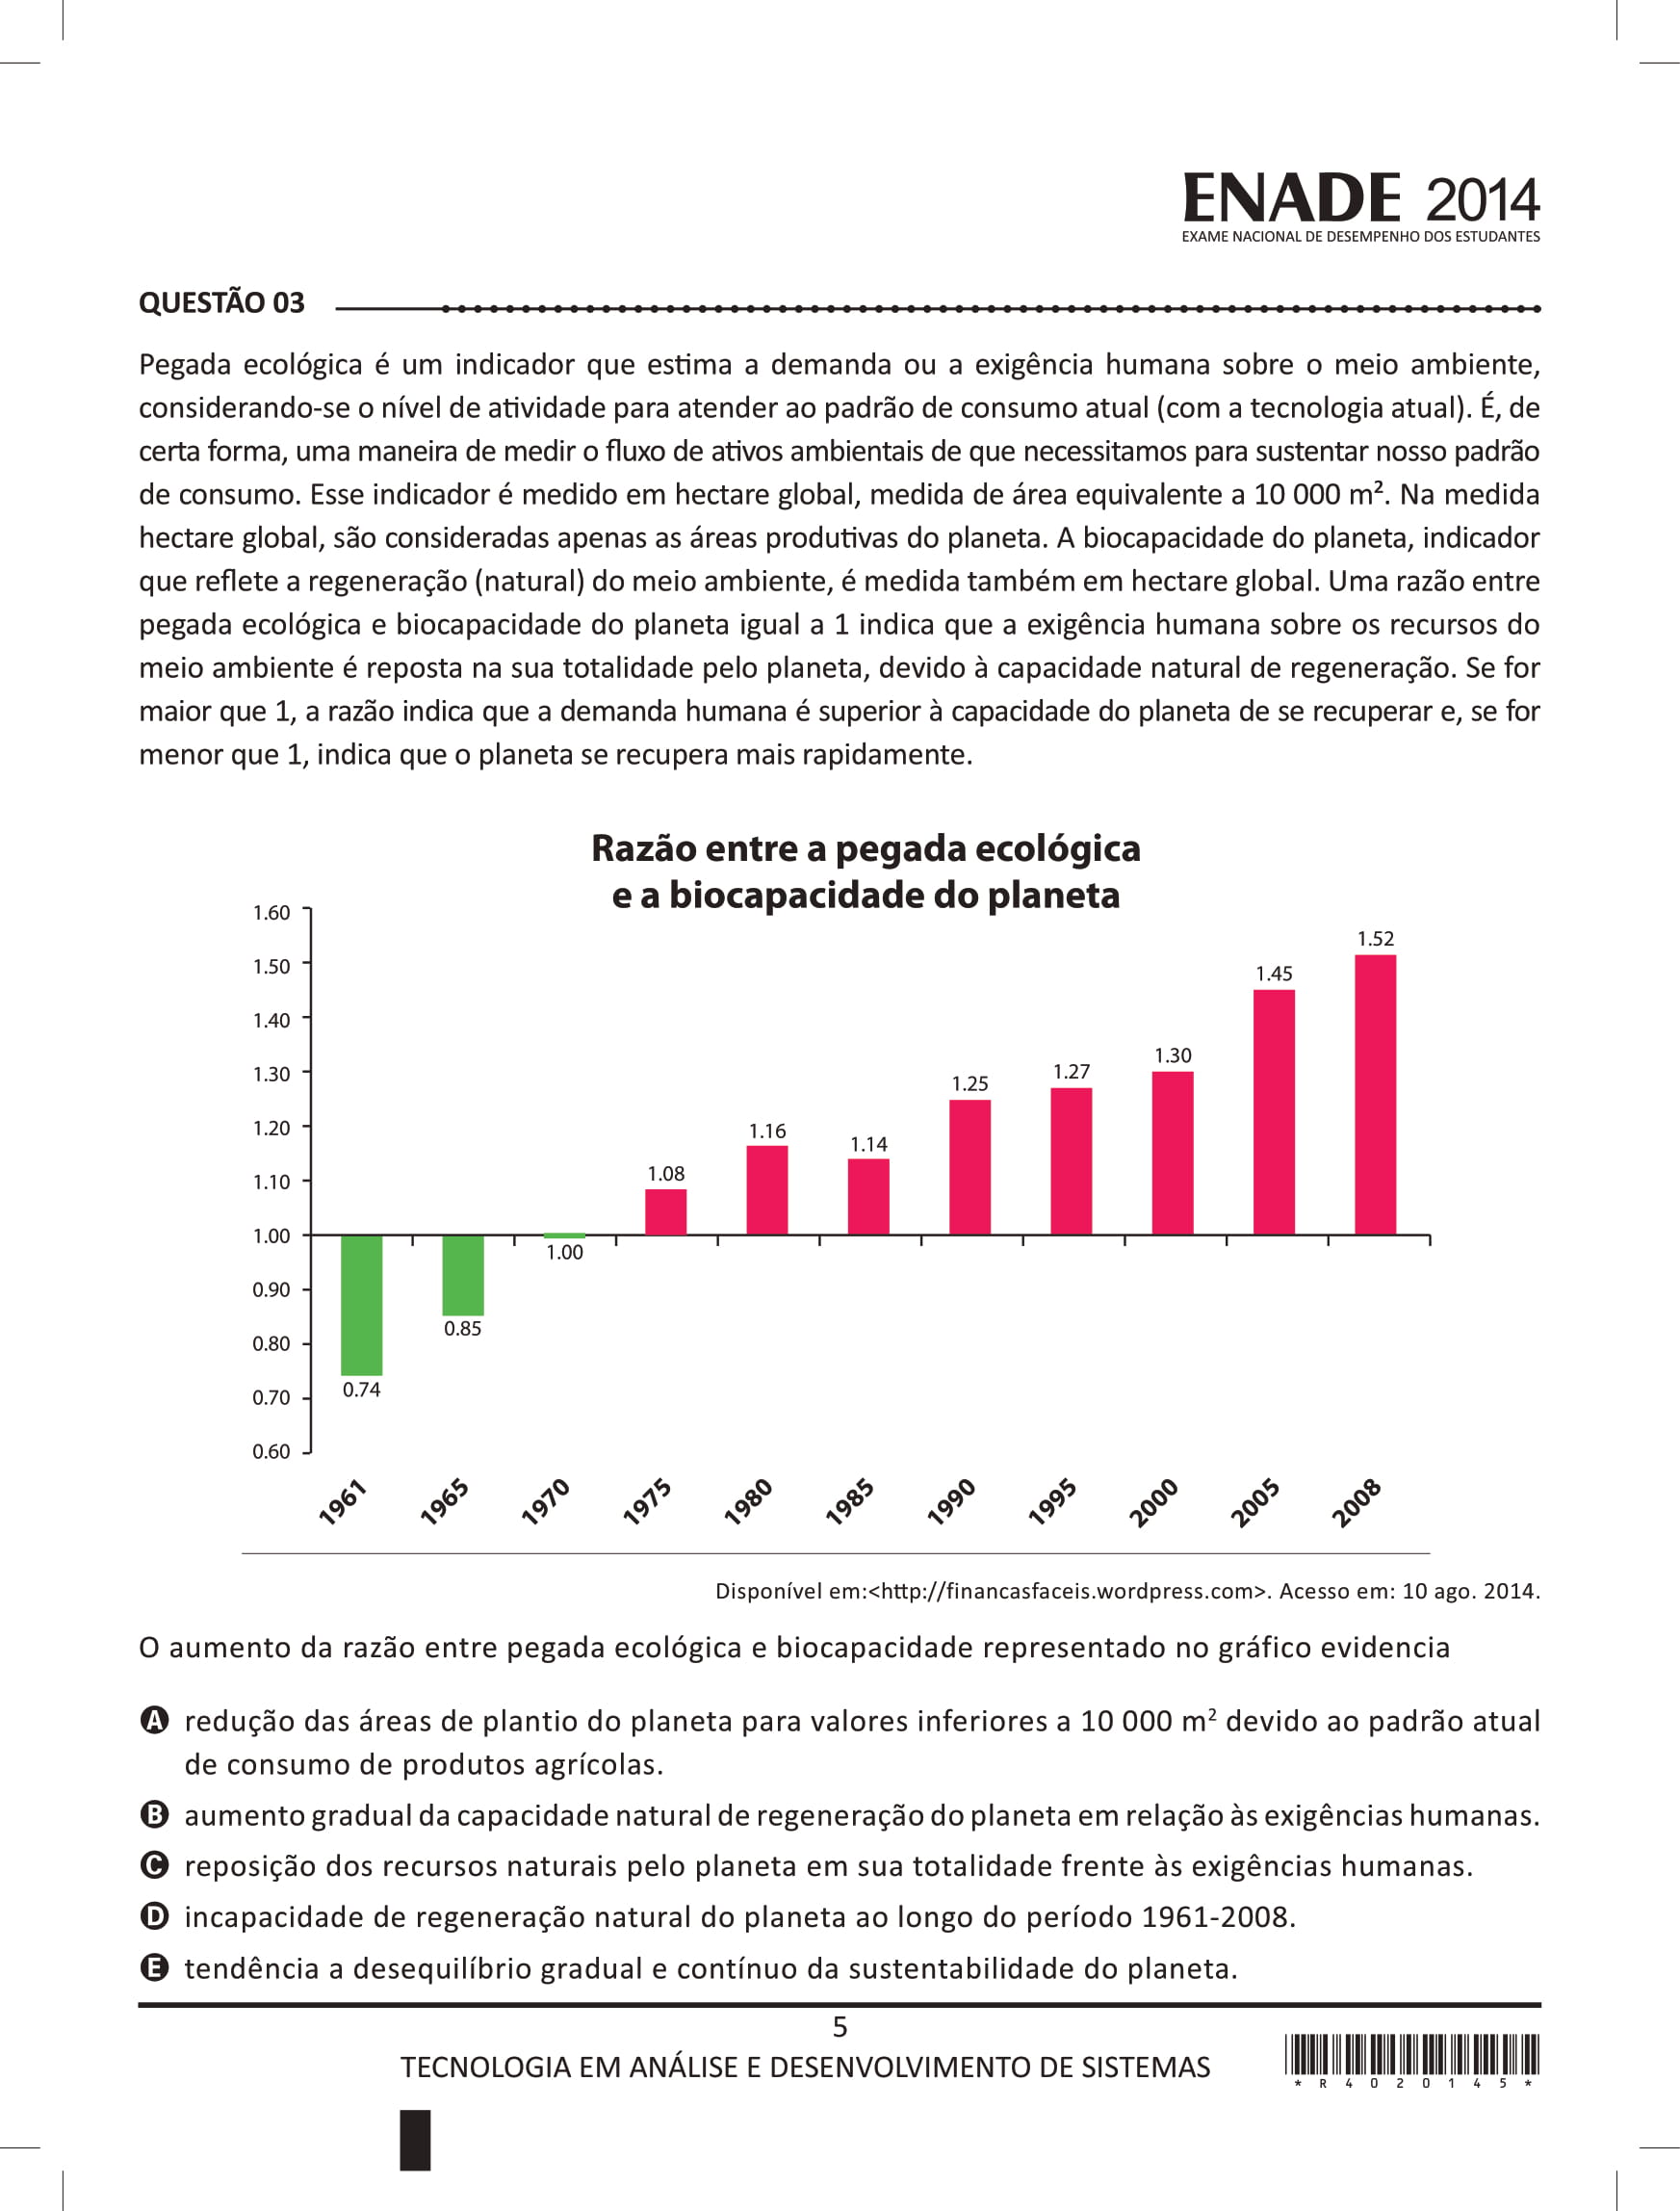 ENADE 2014
EXAME NACIONAL DE DESEMPENHO DOS ESTUDANTES
QUESTÃO 03
Pegada ecológica é um indicador que estima a demanda ou a exigência humana sobre o meio ambiente,
considerando-se o nível de atividade para atender ao padrão de consumo atual (com a tecnologia atual). É, de
certa forma, uma maneira de medir o fluxo de ativos ambientais de que necessitamos para sustentar nosso padrão
de consumo. Esse indicador é medido em hectare global, medida de área equivalente a 10 000 m². Na medida
hectare global, são consideradas apenas as áreas produtivas do planeta. A biocapacidade do planeta, indicador
que reflete a regeneração (natural) do meio ambiente, é medida também em hectare global. Uma razão entre
pegada ecológica e biocapacidade do planeta igual a 1 indica que a exigência humana sobre os recursos do
meio ambiente é reposta na sua totalidade pelo planeta, devido à capacidade natural de regeneração. Se for
maior que 1, a razão indica que a demanda humana é superior à capacidade do planeta de se recuperar e, se for
menor que 1, indica que o planeta se recupera mais rapidamente.
Razão entre a pegada ecológica
e a biocapacidade do planeta
1.60
1.50
1.40
1.30
1.20
1.10
1.00
0.90
0.80
0.70
0.60
0.74
0.85
1.00
1.08
1.16
1.14
1.25
1.27
1.30
1.45
1.52
1961
1965
1970
1975
1980
1985
1990
1995
2000
2005
2008
Disponível em:<http://financasfaceis.wordpress.com>. Acesso em: 10 ago. 2014.
O aumento da razão entre pegada ecológica e biocapacidade representado no gráfico evidencia
A redução das áreas de plantio do planeta para valores inferiores a 10 000 m² devido ao padrão atual
de consumo de produtos agrícolas.
B aumento gradual da capacidade natural de regeneração do planeta em relação às exigências humanas.
C reposição dos recursos naturais pelo planeta em sua totalidade frente às exigências humanas.
D incapacidade de regeneração natural do planeta ao longo do período 1961-2008.
E tendência a desequilíbrio gradual e contínuo da sustentabilidade do planeta.
5
TECNOLOGIA EM ANÁLISE E DESENVOLVIMENTO DE SISTEMAS
* R 4 0 2 0 1 4 5 *